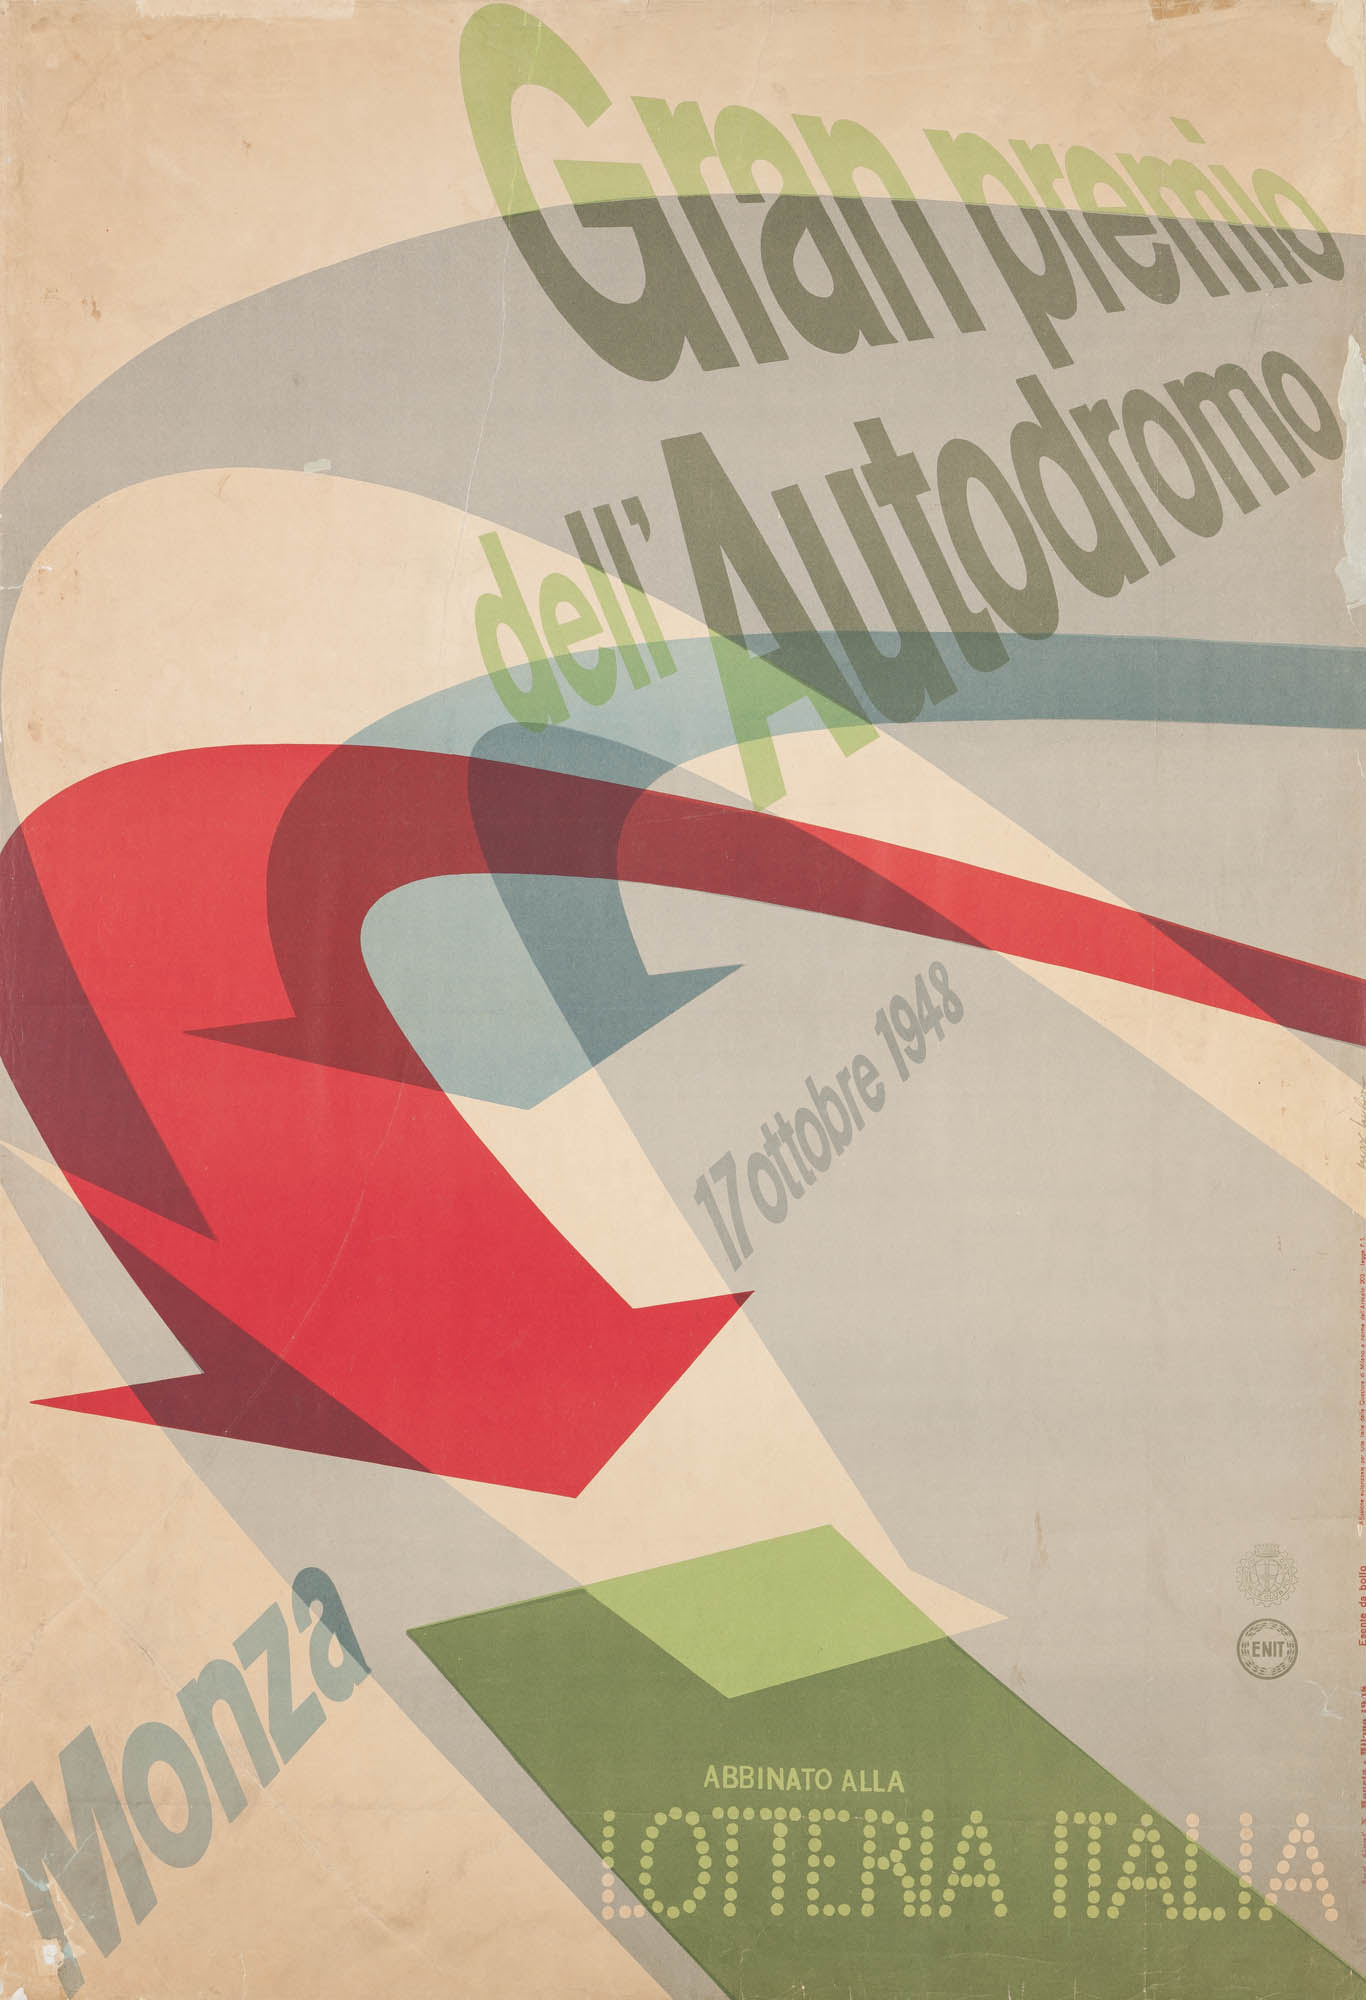 Gran premio
dell'Autodromo
17 ottobre 1948
Monza
ENIT
ABBINATO ALLA
LOTTERIA ITALIA
Esente da bollo